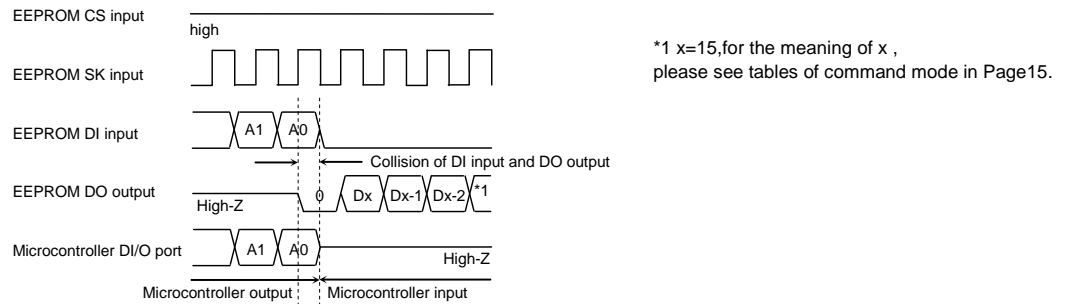 EEPROM CS input
high
*1 x=15,for the meaning of x ,
please see tables of command mode in Page15.
EEPROM SK input
EEPROM DI input
A1 A0
Collision of DI input and DO output
EEPROM DO output
High-Z
0 Dx Dx-1 Dx-2 *1
Microcontroller DI/O port
A1 A0
High-Z
Microcontroller output Microcontroller input